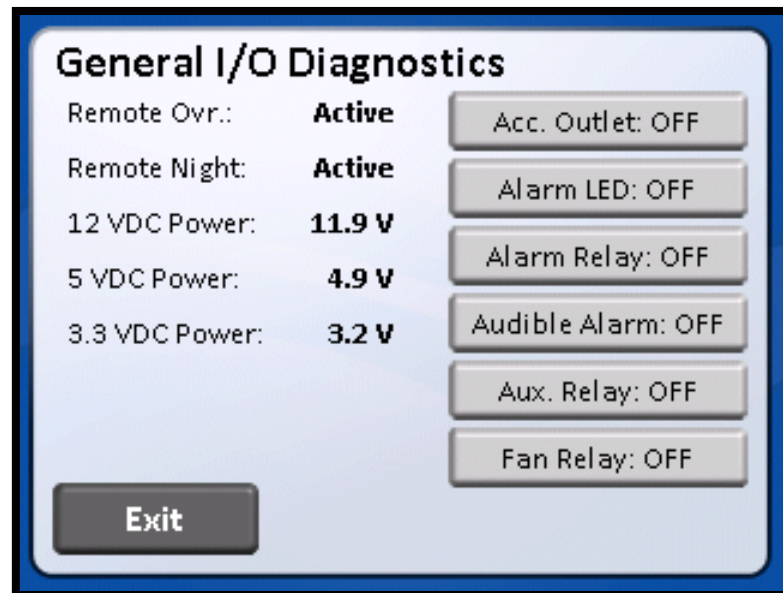 General I/O Diagnostics
Remote Ovr.: Active
Remote Night: Active
12 VDC Power: 11.9 V
5 VDC Power: 4.9 V
3.3 VDC Power: 3.2 V
Acc. Outlet: OFF
Alarm LED: OFF
Alarm Relay: OFF
Audible Alarm: OFF
Aux. Relay: OFF
Fan Relay: OFF
Exit